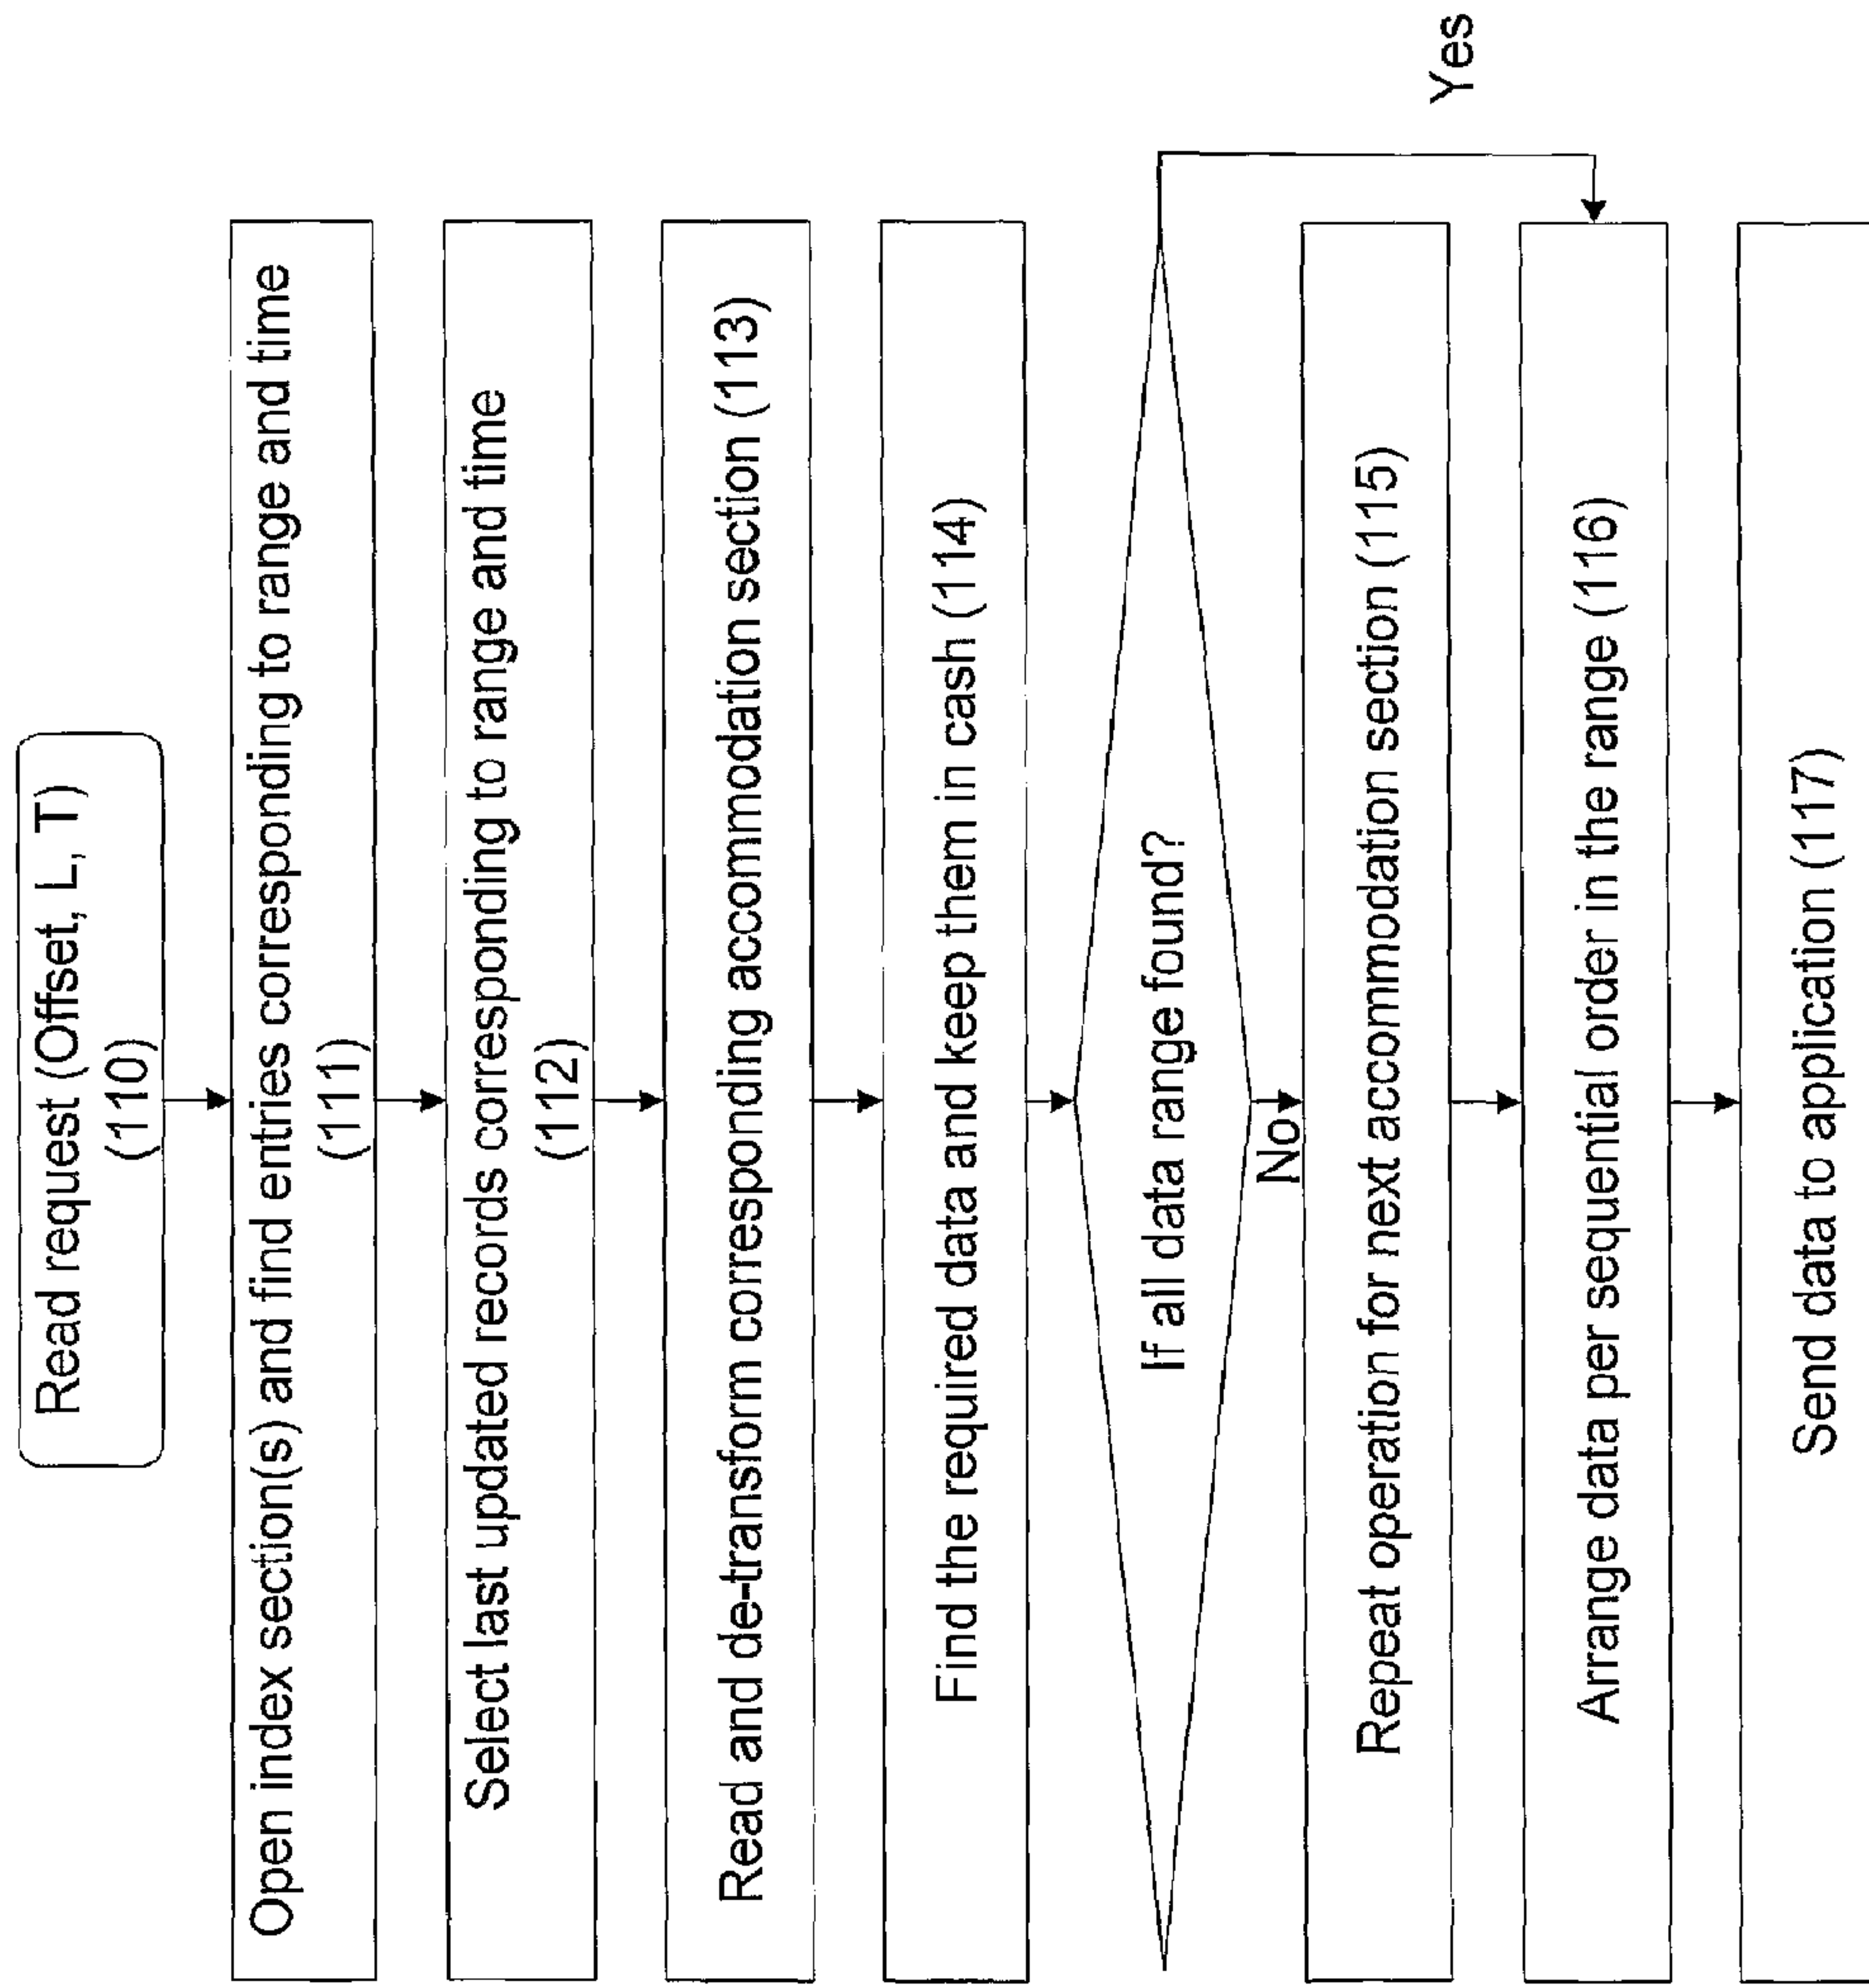 Read request (Offset, L, T)
(110)
Open index section(s) and find entries corresponding to range and time
(111)
Select last updated records corresponding to range and time
(112)
Read and de-transform corresponding accommodation section (113)
Find the required data and keep them in cash (114)
If all data range found?
Yes
No
Repeat operation for next accommodation section (115)
Arrange data per sequential order in the range (116)
Send data to application (117)